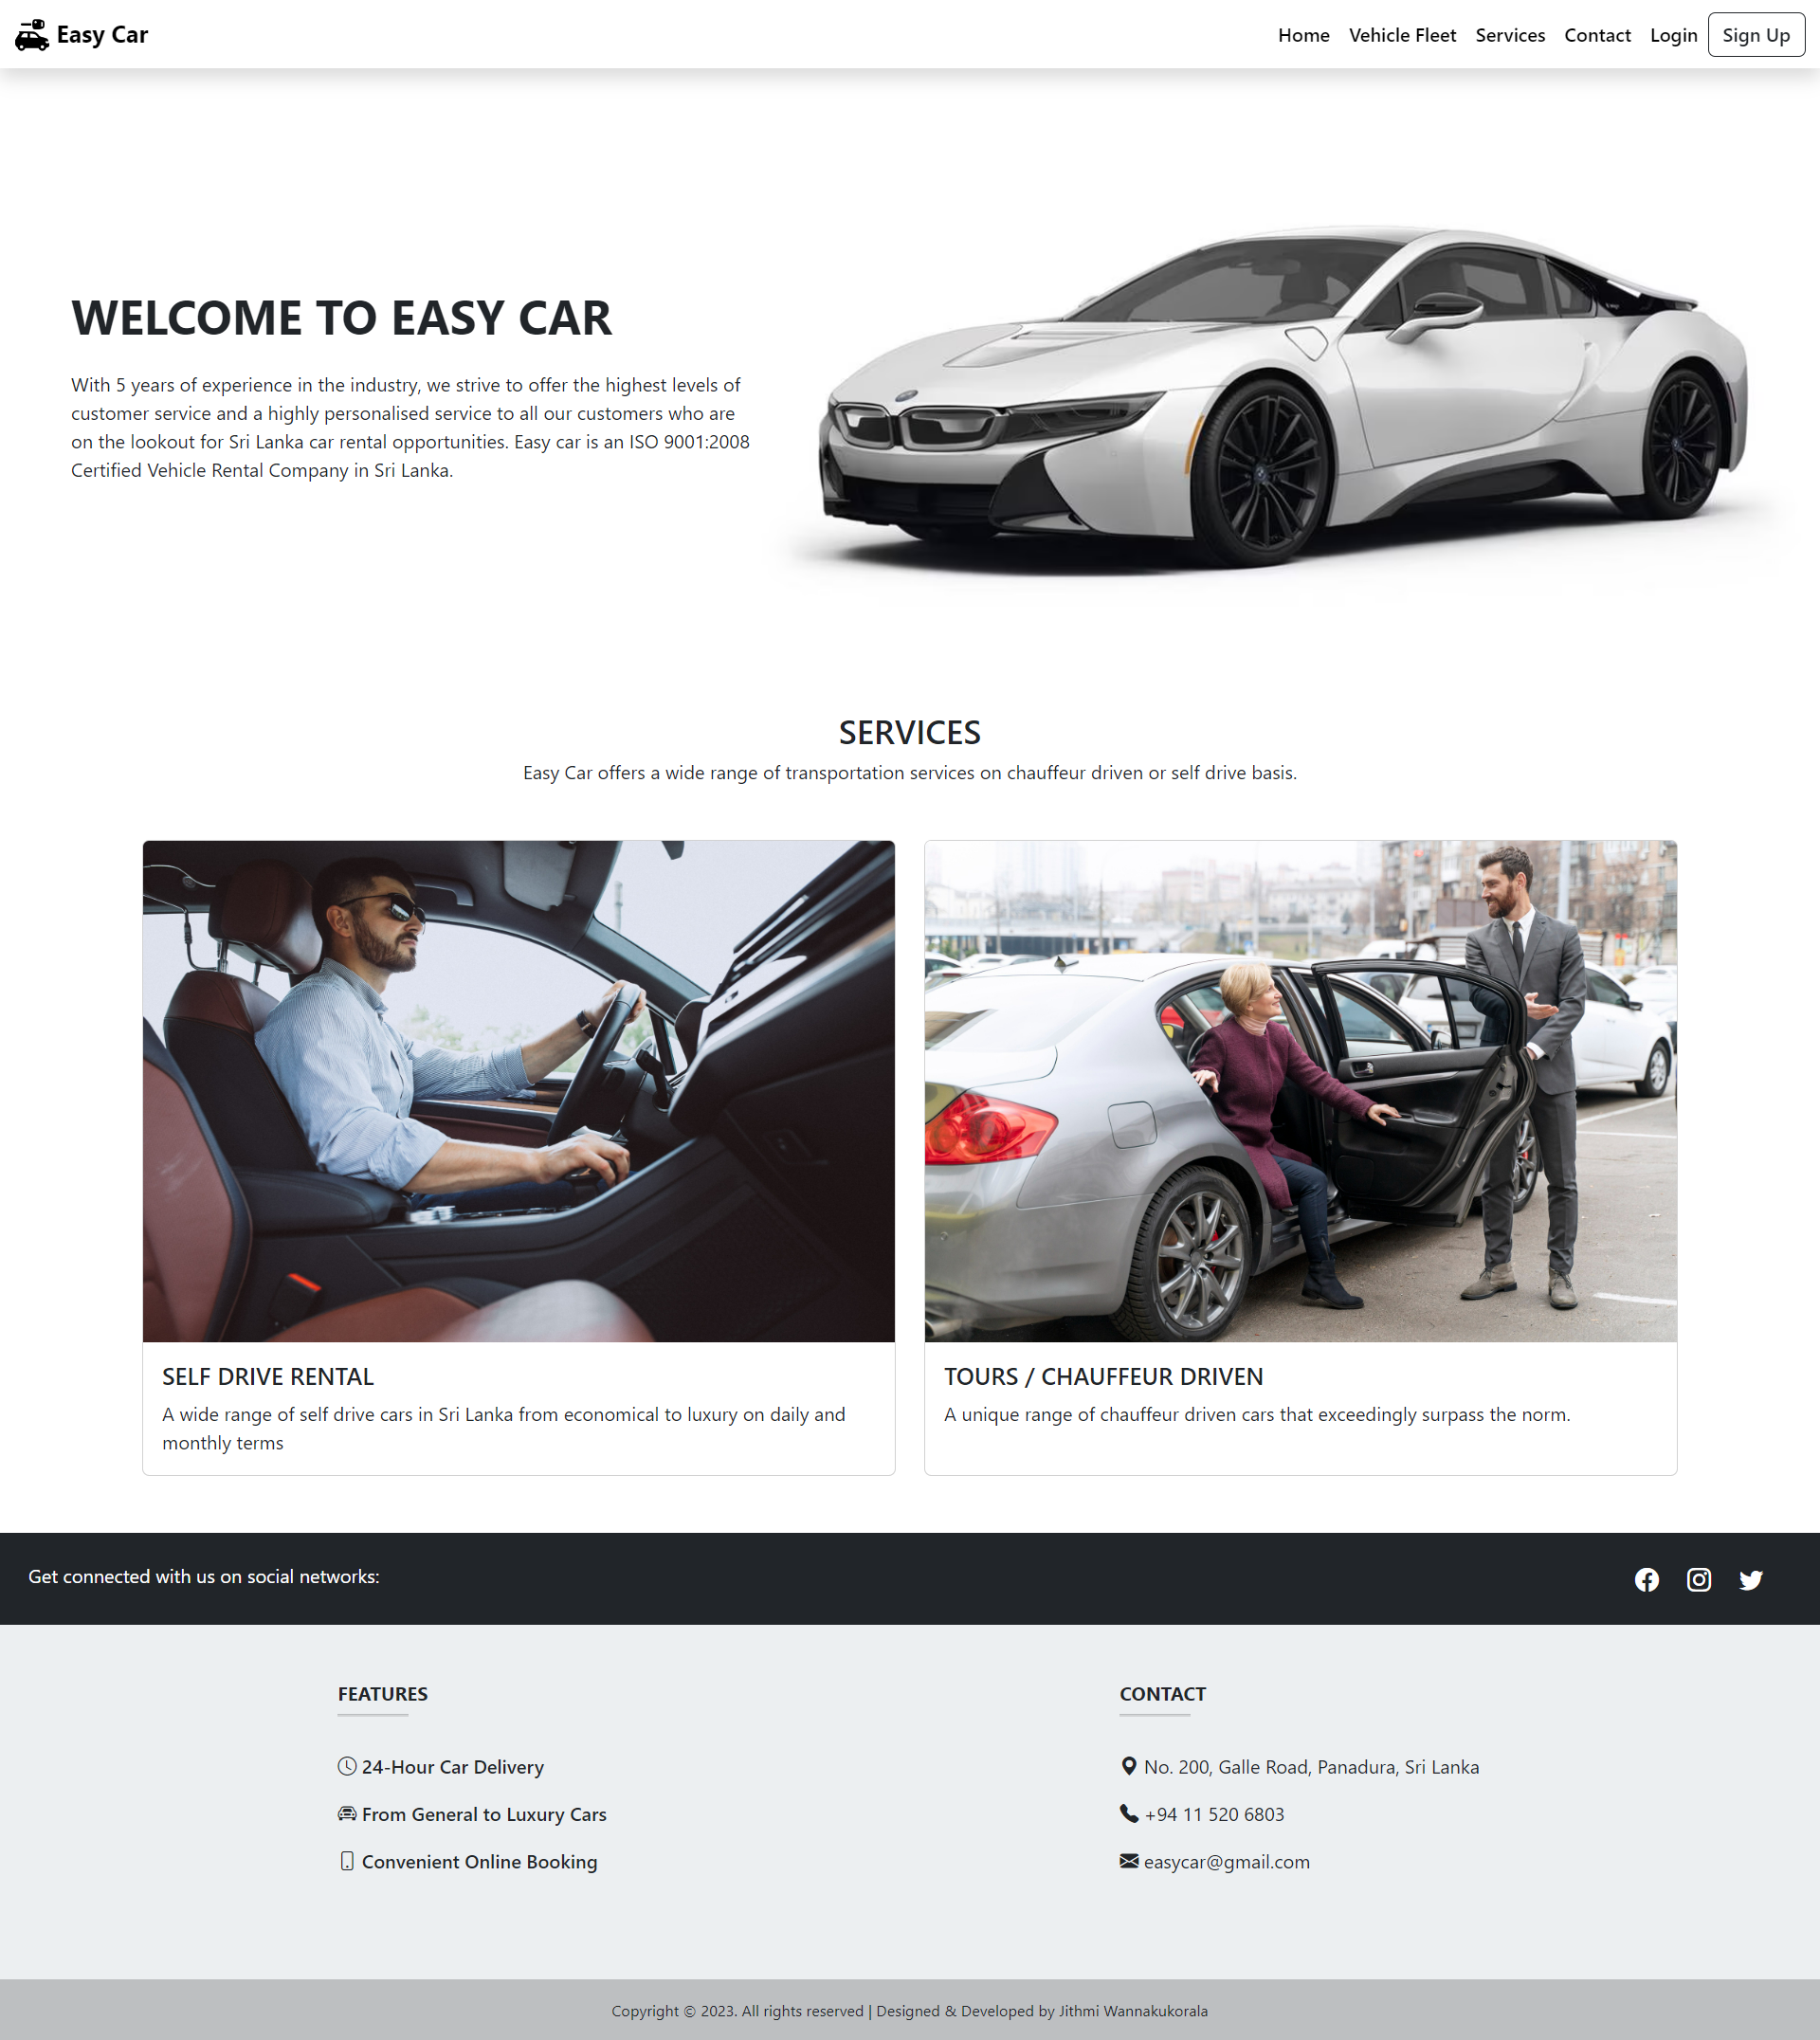 Easy Car
Home Vehicle Fleet Services Contact Login Sign Up
WELCOME TO EASY CAR
With 5 years of experience in the industry, we strive to offer the highest levels of
customer service and a highly personalised service to all our customers who are
on the lookout for Sri Lanka car rental opportunities. Easy car is an ISO 9001:2008
Certified Vehicle Rental Company in Sri Lanka.
SERVICES
Easy Car offers a wide range of transportation services on chauffeur driven or self drive basis.
SELF DRIVE RENTAL
A wide range of self drive cars in Sri Lanka from economical to luxury on daily and
monthly terms
TOURS / CHAUFFEUR DRIVEN
A unique range of chauffeur driven cars that exceedingly surpass the norm.
Get connected with us on social networks:
FEATURES
24-Hour Car Delivery
From General to Luxury Cars
Convenient Online Booking
CONTACT
No. 200, Galle Road, Panadura, Sri Lanka
+94 11 520 6803
easycar@gmail.com
Copyright © 2023. All rights reserved | Designed & Developed by Jithmi Wannakukorala